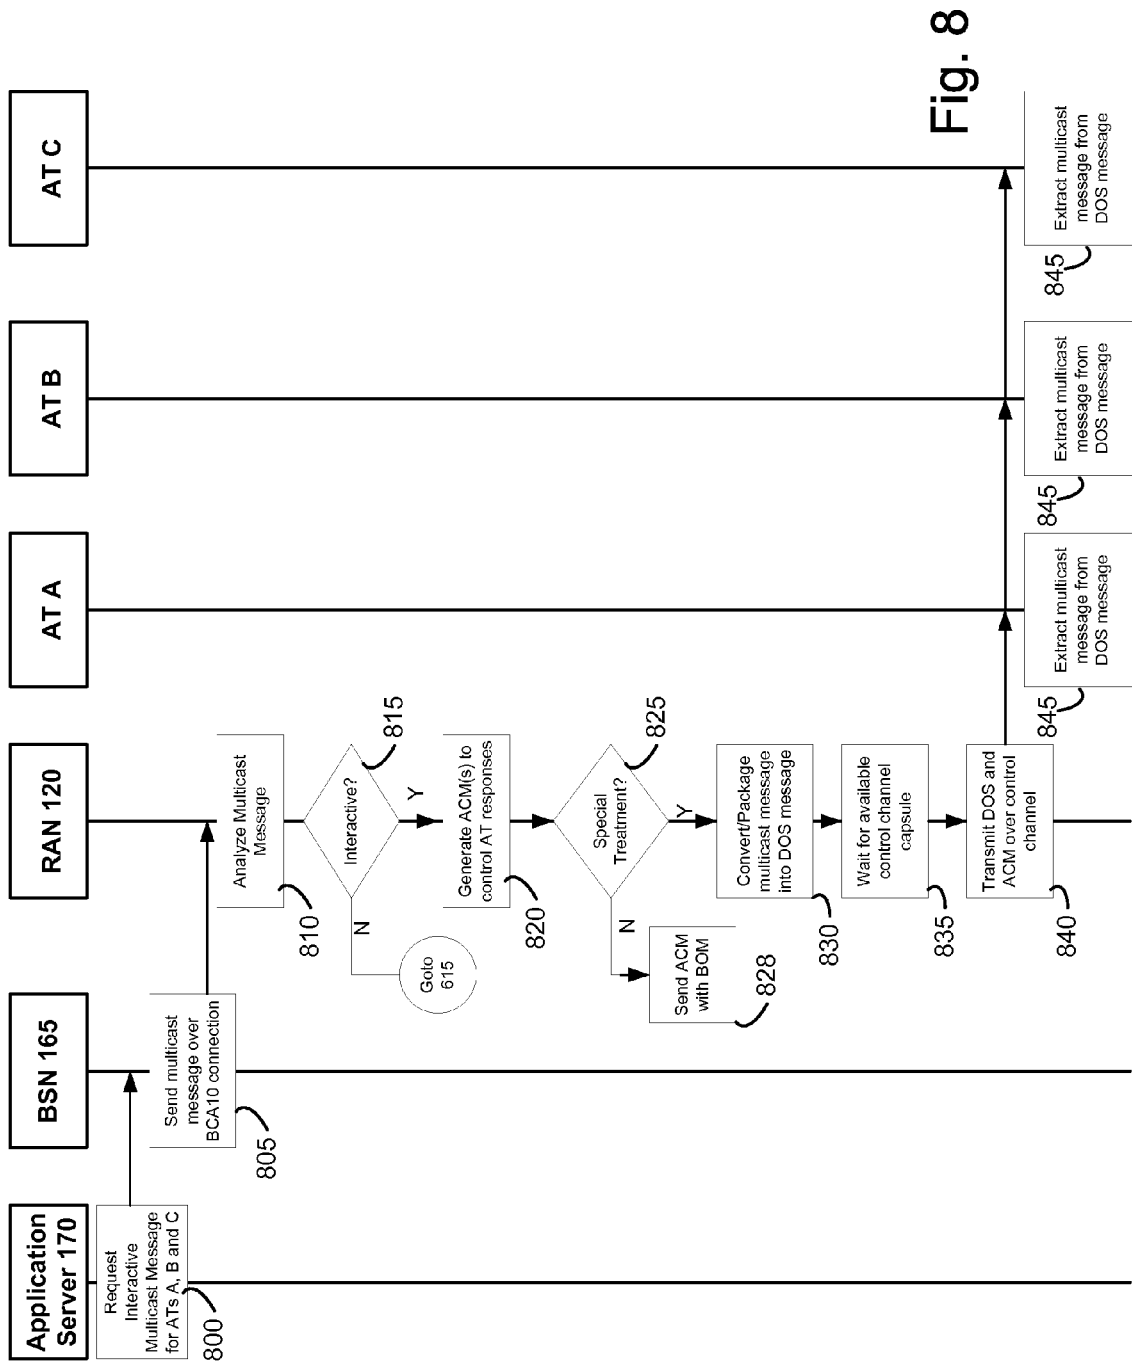 Application
Server 170
BSN 165
RAN 120
AT A
AT B
AT C
Request
Interactive
Multicast Message
for ATs A, B and C
800
Send multicast
message over
BCA10 connection
805
Analyze Multicast
Message
810
Interactive?
815
N
Y
Goto
615
Generate ACM(s) to
control AT responses
820
Special
Treatment?
825
N
Y
Send ACM
with BOM
828
Convert/Package
multicast message
into DOS message
830
Wait for available
control channel
capsule
835
Transmit DOS and
ACM over control
channel
840
Extract multicast
message from
DOS message
845
Extract multicast
message from
DOS message
845
Extract multicast
message from
DOS message
845
Fig. 8